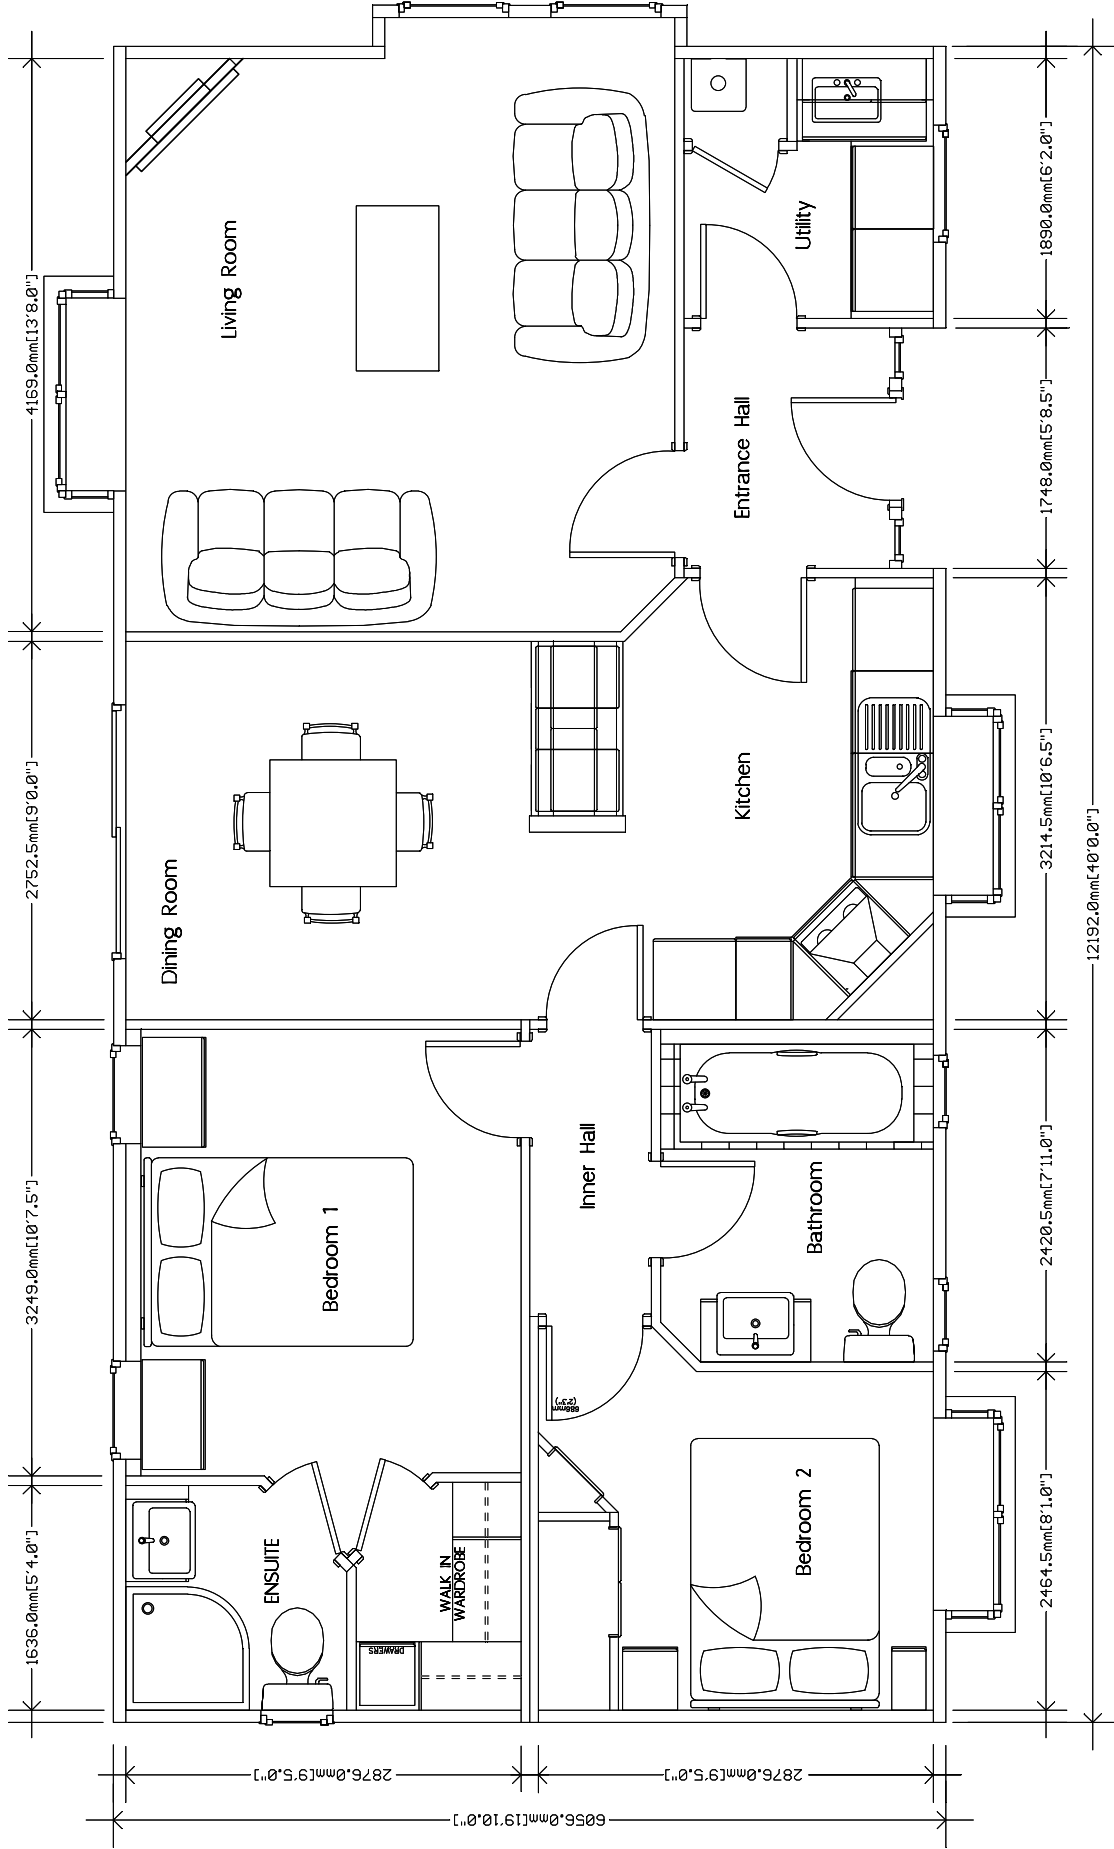 Living Room
Utility
Entrance Hall
Dining Room
Kitchen
Inner Hall
Bedroom 1
Bathroom
686mm
(2'3")
ENSUITE
WALK IN
WARDROBE
DRAWERS
Bedroom 2
4169.0mm[13'8.0"]
2752.5mm[9'0.0"]
3249.0mm[10'7.5"]
1636.0mm[5'4.0"]
1890.0mm[6'2.0"]
1748.0mm[5'8.5"]
3214.5mm[10'6.5"]
2420.5mm[7'11.0"]
2464.5mm[8'1.0"]
12192.0mm[40'0.0"]
2876.0mm[9'5.0"]
2876.0mm[9'5.0"]
6056.0mm[19'10.0"]